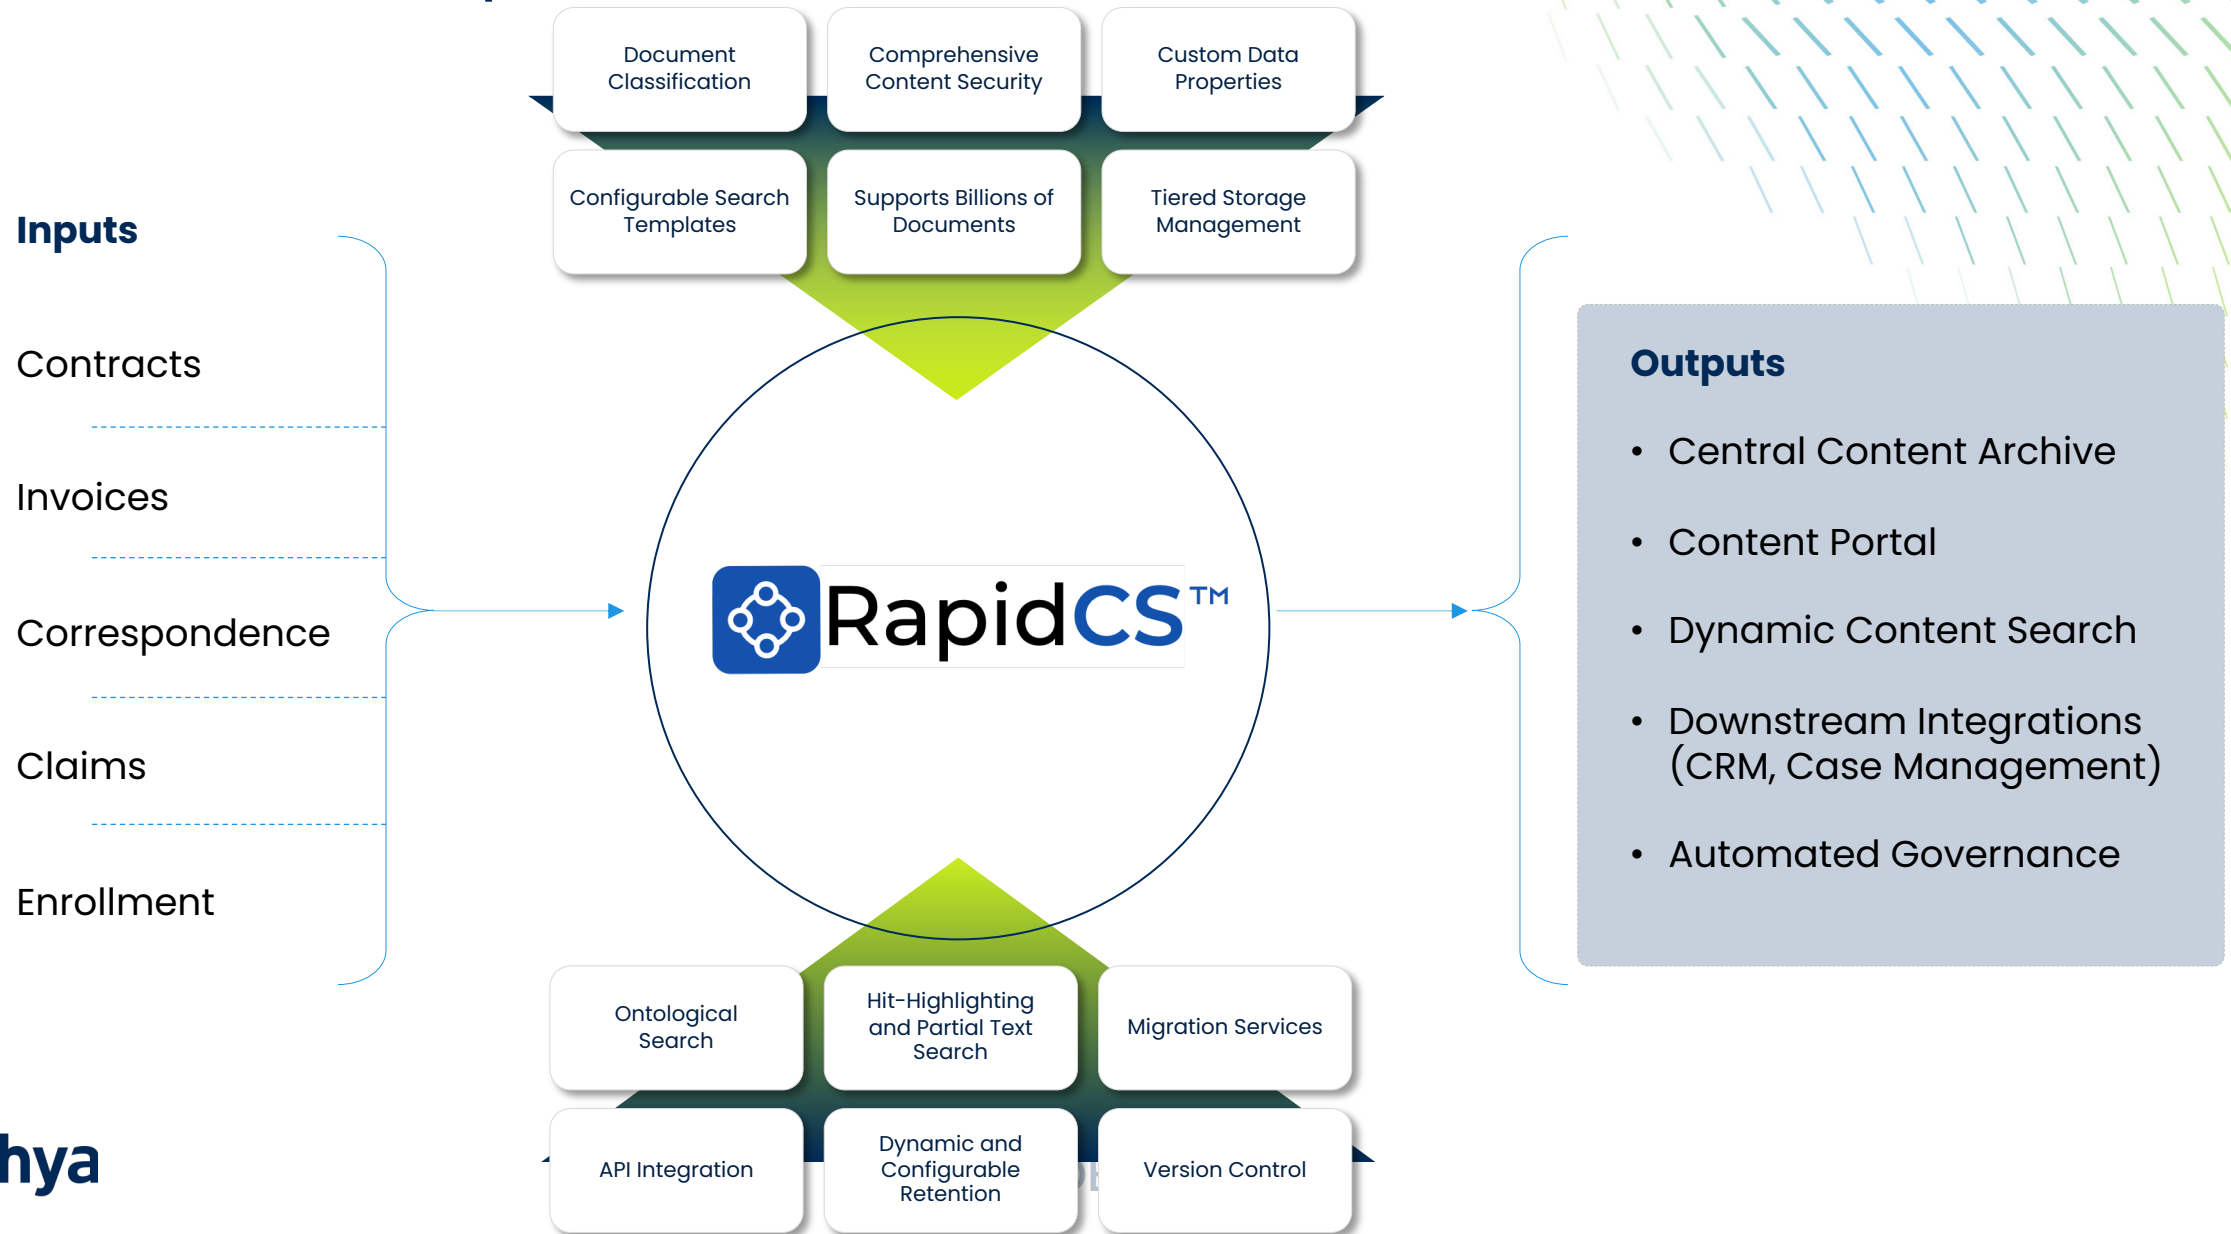 Document
Classification
Comprehensive
Content Security
Custom Data
Properties
Configurable Search
Templates
Supports Billions of
Documents
Tiered Storage
Management
Inputs
Contracts
Invoices
Correspondence
Claims
Enrollment
RapidCS™
Outputs
• Central Content Archive
• Content Portal
• Dynamic Content Search
• Downstream Integrations
(CRM, Case Management)
• Automated Governance
Ontological
Search
Hit-Highlighting
and Partial Text
Search
Migration Services
API Integration
Dynamic and
Configurable
Retention
Version Control
hya